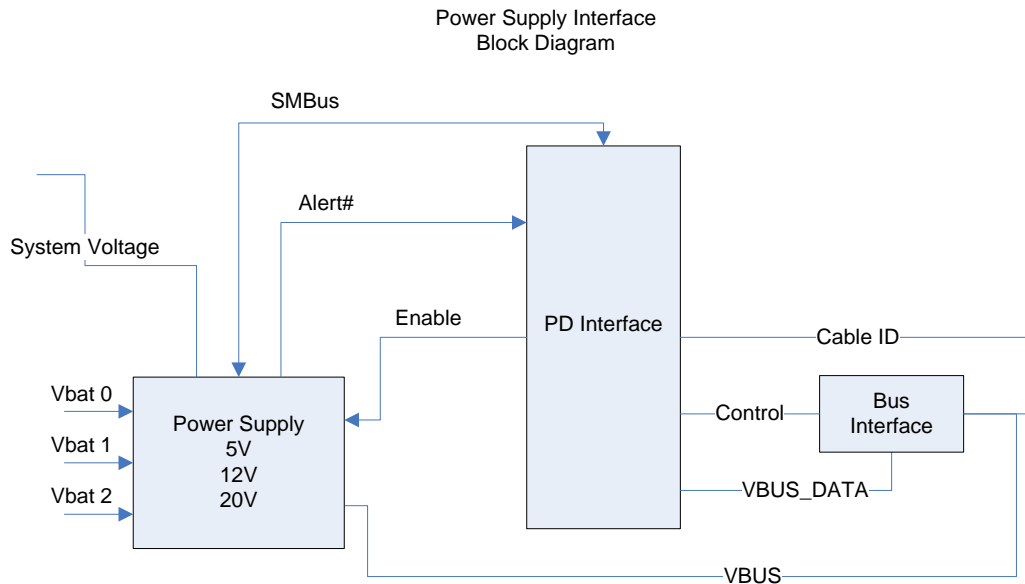 Power Supply Interface
Block Diagram
SMBus
Alert#
System Voltage
Enable
PD Interface
Cable ID
Vbat 0
Vbat 1
Vbat 2
Power Supply
5V
12V
20V
Control
Bus
Interface
VBUS_DATA
VBUS